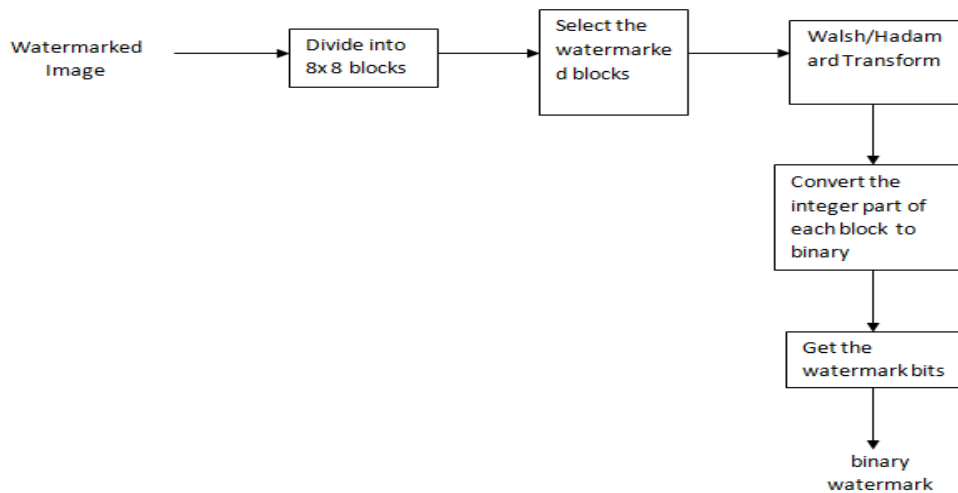 Watermarked
Image
Divide into
8x 8 blocks
Select the
watermarke
d blocks
Walsh/Hadam
ard Transform
Convert the
integer part of
each block to
binary
Get the
watermark bits
binary
watermark